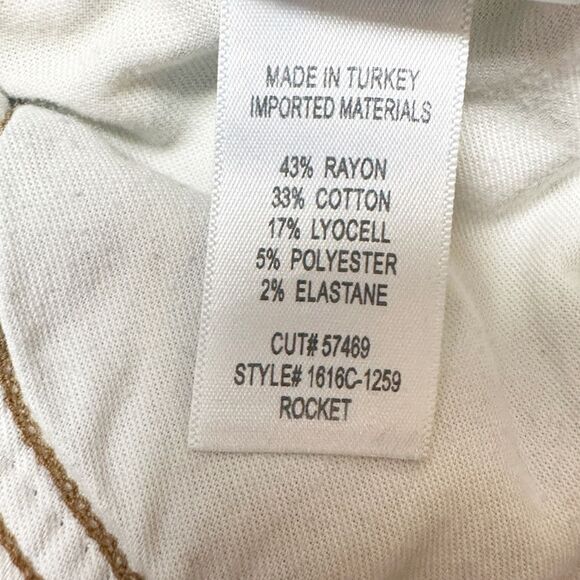 MADE IN TURKEY
IMPORTED MATERIALS
43% RAYON
33% COTTON
17% LYOCELL
5% POLYESTER
2% ELASTANE
CUT# 57469
STYLE# 1616C-1259
ROCKET